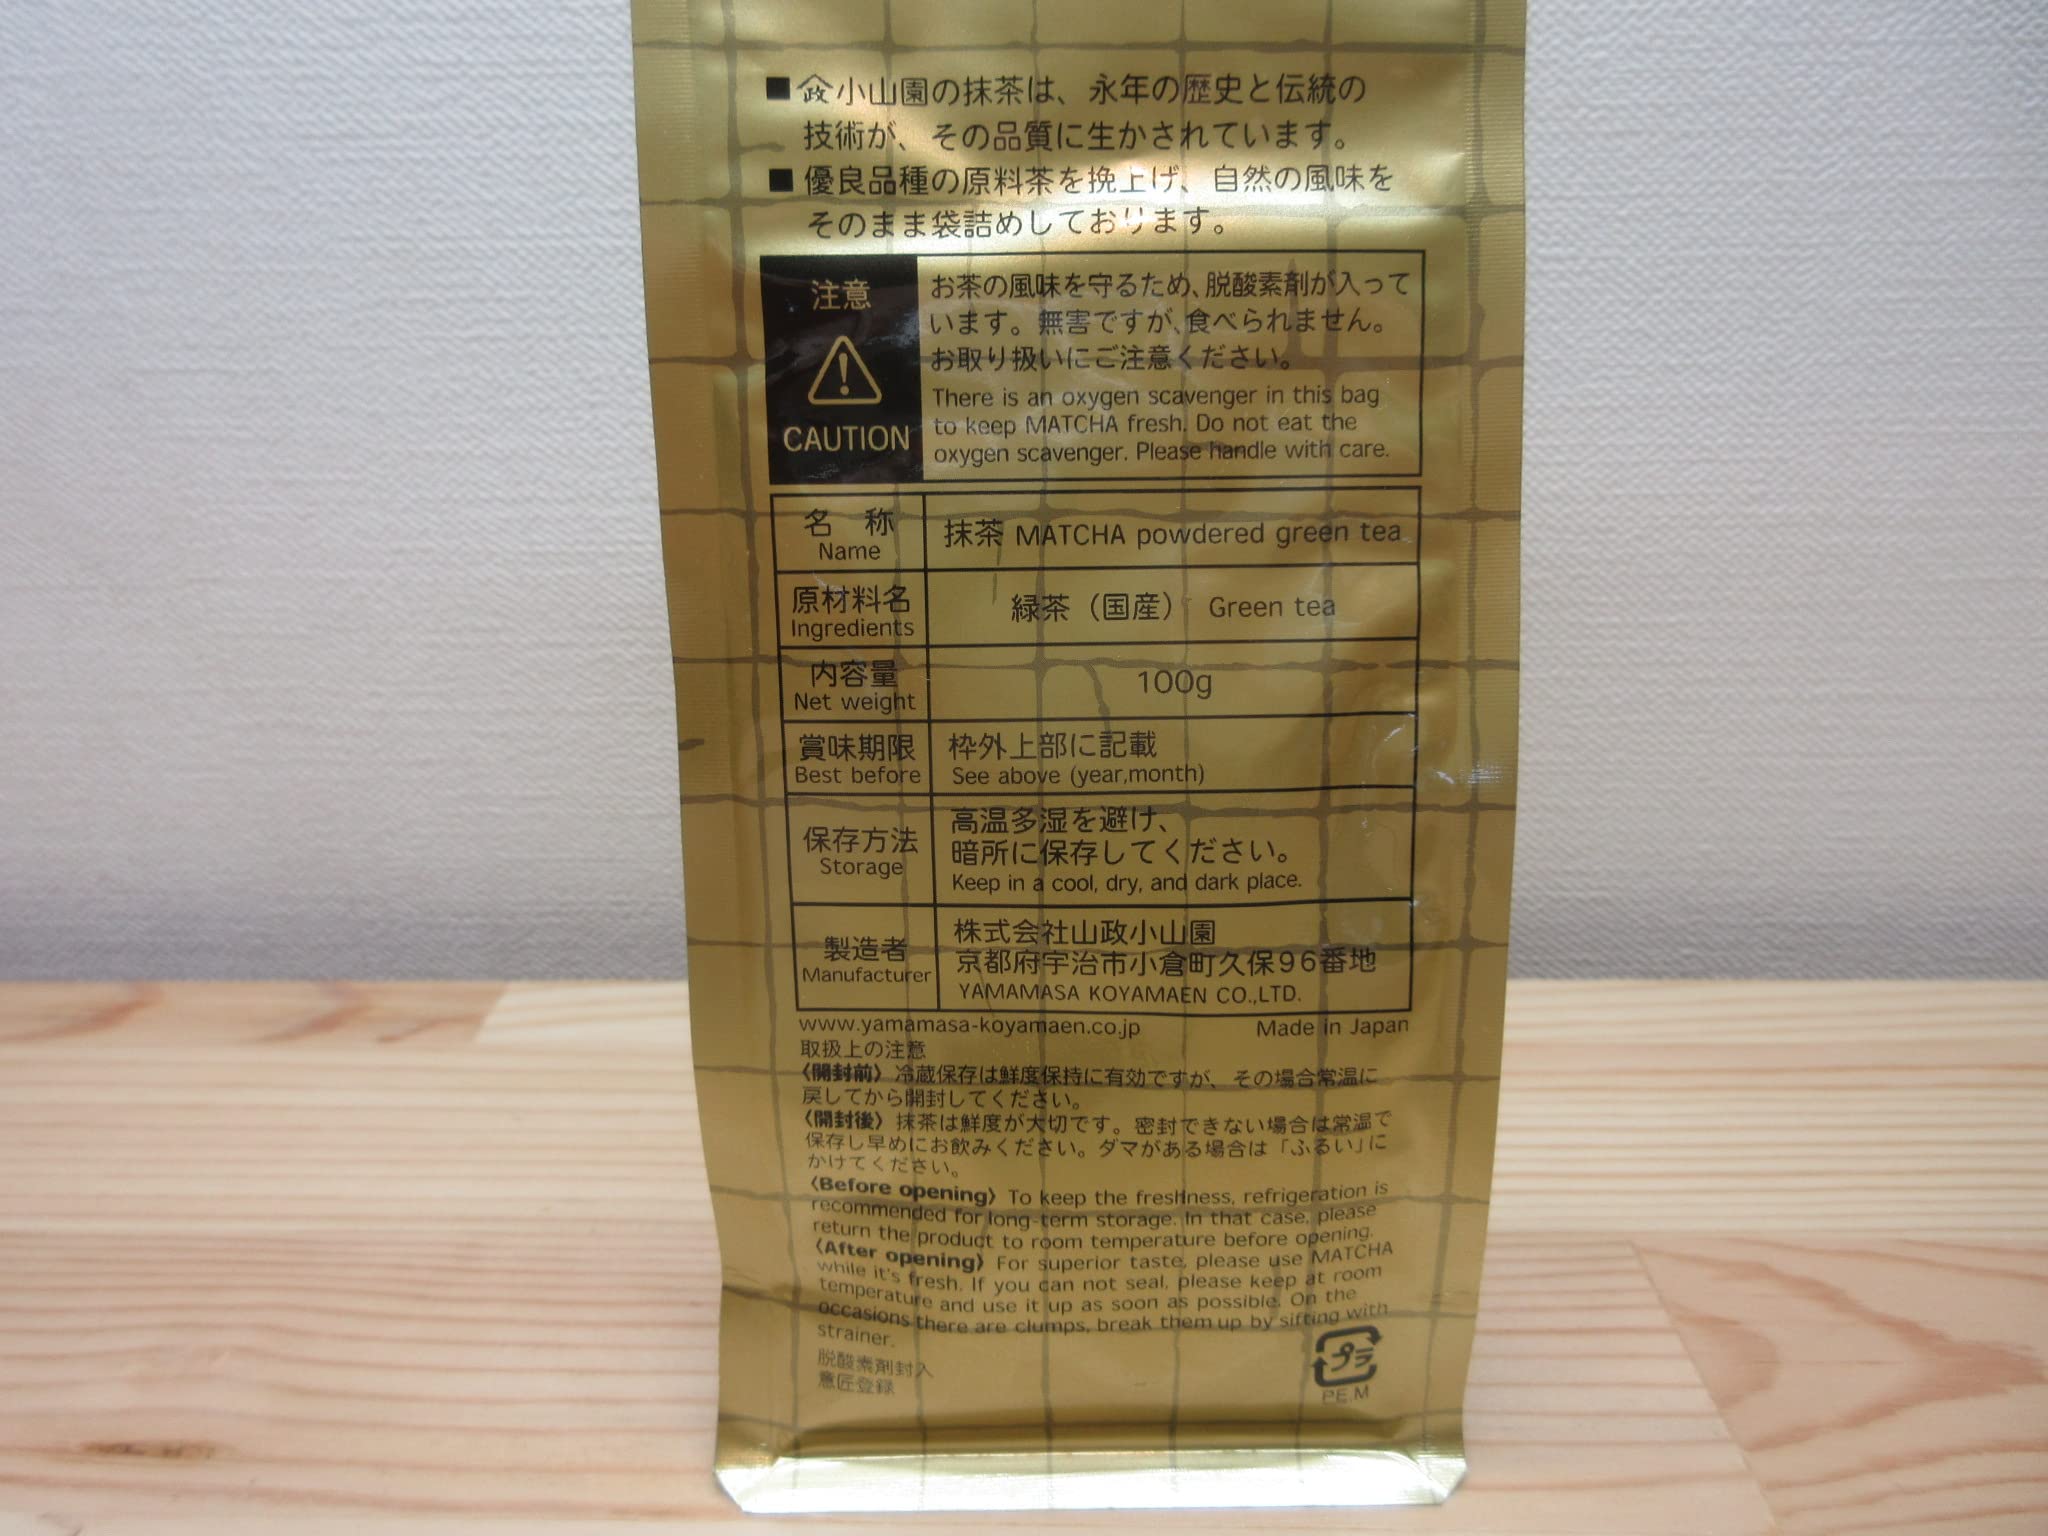 ■小山園の抹茶は、永年の歴史と伝統の
技術が、その品質に生かされています。
■優良品種の原料茶を挽上げ、自然の風味を
そのまま袋詰めしております。
注意
CAUTION
お茶の風味を守るため、脱酸素剤が入って
います。無害ですが、食べられません。
お取り扱いにご注意ください。
There is an oxygen scavenger in this bag
to keep MATCHA fresh. Do not eat the
oxygen scavenger. Please handle with care.
名 称
Name
抹茶 MATCHA powdered green tea
原材料名
Ingredients
緑茶（国産） Green tea
内容量
Net weight
100g
賞味期限
Best before
枠外上部に記載
See above (year,month)
保存方法
Storage
高温多湿を避け、
暗所に保存してください。
Keep in a cool, dry, and dark place.
製造者
Manufacturer
株式会社山政小山園
京都府宇治市小倉町久保96番地
YAMAMASA KOYAMAEN CO.,LTD.
www.yamamasa-koyamaen.co.jp Made in Japan
取扱上の注意
〈開封前〉冷蔵保存は鮮度保持に有効ですが、その場合常温に
戻してから開封してください。
〈開封後〉抹茶は鮮度が大切です。密封できない場合は常温で
保存し早めにお飲みください。ダマがある場合は「ふるい」に
かけてください。
〈Before opening〉To keep the freshness, refrigeration is
recommended for long-term storage. In that case, please
return the product to room temperature before opening.
〈After opening〉For superior taste, please use MATCHA
while it's fresh. If you can not seal, please keep at room
temperature and use it up as soon as possible. On the
occasions there are clumps, break them up by sifting with
strainer.
脱酸素剤封入
意匠登録
プラ
PE.M